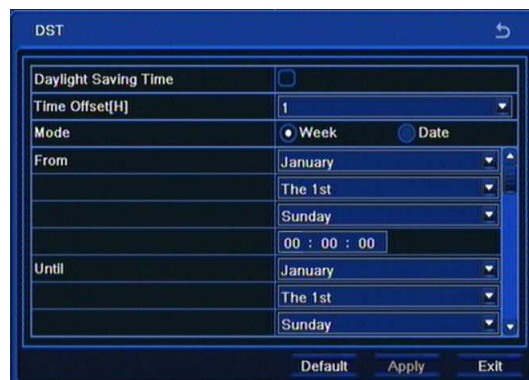 DST
Daylight Saving Time
Time Offset[H] 1
Mode Week Date
From January
The 1st
Sunday
00 : 00 : 00
Until January
The 1st
Sunday
Default Apply Exit